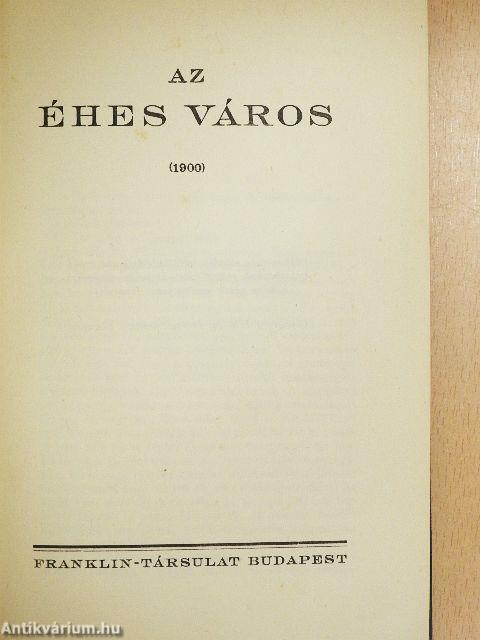 AZ
ÉHES VÁROS
(1900)
FRANKLIN-TÁRSULAT BUDAPEST
Antikvárium.hu